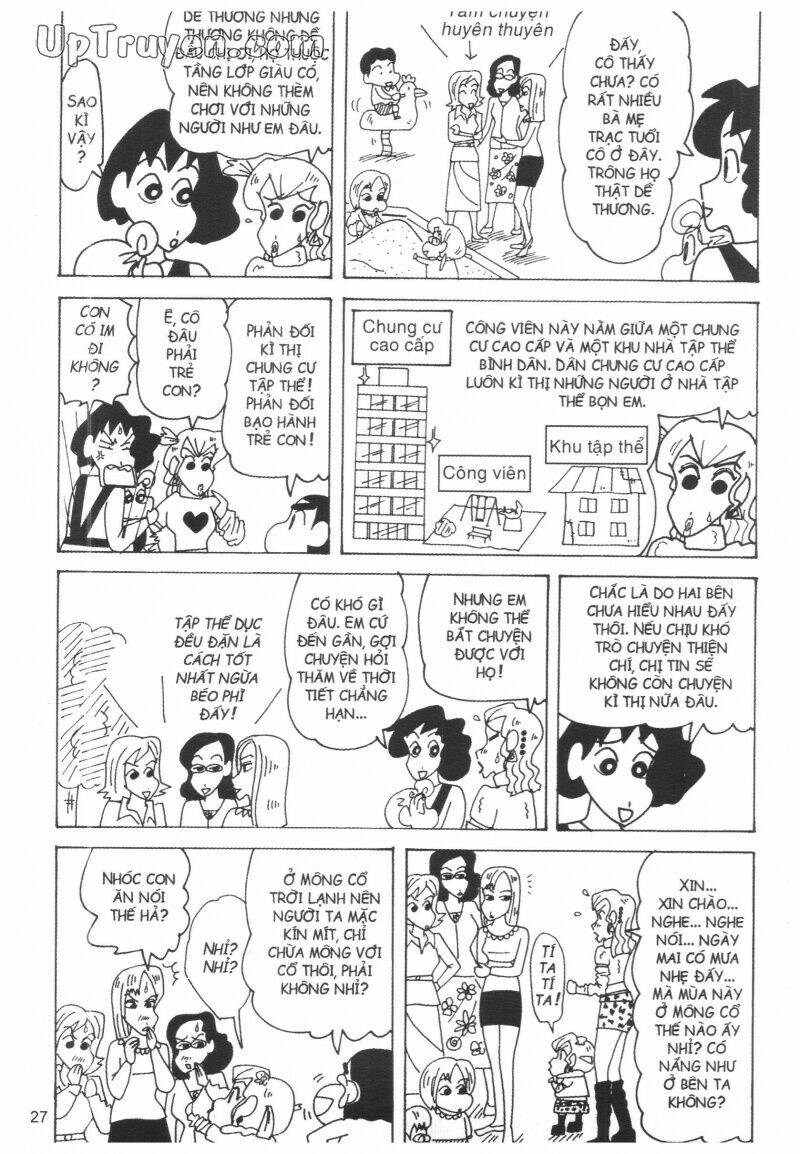 UpTruyen.com
ĐẤY,
CÔ THẤY
CHƯA? CÓ
RẤT NHIỀU
BÀ MẸ
TRẠC TUỔI
CÔ Ở ĐÂY.
TRÔNG HỌ
THẬT DỄ
THƯƠNG.
Tám chuyện
huyên thuyên
DỄ THƯƠNG NHƯNG
THƯƠNG KHÔNG DỄ
THUỘC
TẦNG LỚP GIÀU CÓ,
NÊN KHÔNG THÈM
CHƠI VỚI NHỮNG
NGƯỜI NHƯ EM ĐÂU.
SAO
KÌ
VẬY
?
CÔNG VIÊN NÀY NẰM GIỮA MỘT CHUNG
CƯ CAO CẤP VÀ MỘT KHU NHÀ TẬP THỂ
BÌNH DÂN. DÂN CHUNG CƯ CAO CẤP
LUÔN KÌ THỊ NHỮNG NGƯỜI Ở NHÀ TẬP
THỂ BỌN EM.
Chung cư
cao cấp
Công viên
Khu tập thể
PHẢN ĐỐI
KÌ THỊ
CHUNG CƯ
TẬP THỂ!
PHẢN ĐỐI
BẠO HÀNH
TRẺ CON!
Ê, CÔ
ĐÂU
PHẢI
TRẺ
CON?
CON
CÓ IM
ĐI
KHÔNG
?
CHẮC LÀ DO HAI BÊN
CHƯA HIỂU NHAU ĐẤY
THÔI. NẾU CHỊU KHÓ
TRÒ CHUYỆN THIỆN
CHÍ, CHỊ TIN SẼ
KHÔNG CÒN CHUYỆN
KÌ THỊ NỮA ĐÂU.
NHƯNG EM
KHÔNG THỂ
BẮT CHUYỆN
ĐƯỢC VỚI
HỌ!
CÓ KHÓ GÌ
ĐÂU. EM CỨ
ĐẾN GẦN, GỢI
CHUYỆN HỎI
THĂM VỀ THỜI
TIẾT CHẲNG
HẠN...
TẬP THỂ DỤC
ĐỀU ĐẶN LÀ
CÁCH TỐT
NHẤT NGỪA
BÉO PHÌ
ĐẤY!
XIN...
XIN CHÀO...
NGHE... NGHE
NÓI... NGÀY
MAI CÓ MƯA
NHẸ ĐẤY...
MÀ MÙA NÀY
Ở MÔNG CỔ
THẾ NÀO ẤY
NHỈ? CÓ
NẮNG NHƯ
Ở BÊN TA
KHÔNG?
TÍ
TA
TÍ
TA!
Ở MÔNG CỔ
TRỜI LẠNH NÊN
NGƯỜI TA MẶC
KÍN MÍT, CHỈ
CHỪA MÔNG VỚI
CỔ THÔI, PHẢI
KHÔNG NHỈ?
NHỈ?
NHỈ?
NHÓC CON
ĂN NÓI
THẾ HẢ?
27